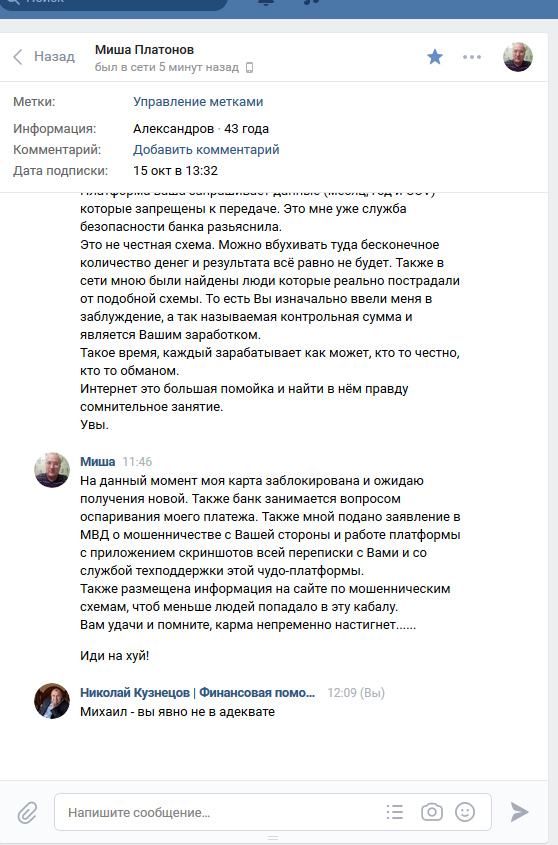 Поиск
Назад
Миша Платонов
был в сети 5 минут назад
Метки: Управление метками
Информация: Александров · 43 года
Комментарий: Добавить комментарий
Дата подписки: 15 окт в 13:32
Платформа ваша запрашивает данные (месяц, год и CCV)
которые запрещены к передаче. Это мне уже служба
безопасности банка разьяснила.
Это не честная схема. Можно вбухивать туда бесконечное
количество денег и результата всё равно не будет. Также в
сети мною были найдены люди которые реально пострадали
от подобной схемы. То есть Вы изначально ввели меня в
заблуждение, а так называемая контрольная сумма и
является Вашим заработком.
Такое время, каждый зарабатывает как может, кто то честно,
кто то обманом.
Интернет это большая помойка и найти в нём правду
сомнительное занятие.
Увы.
Миша 11:46
На данный момент моя карта заблокирована и ожидаю
получения новой. Также банк занимается вопросом
оспаривания моего платежа. Также мной подано заявление в
МВД о мошенничестве с Вашей стороны и работе платформы
с приложением скриншотов всей переписки с Вами и со
службой техподдержки этой чудо-платформы.
Также размещена информация на сайте по мошенническим
схемам, чтоб меньше людей попадало в эту кабалу.
Вам удачи и помните, карма непременно настигнет......
Иди на хуй!
Николай Кузнецов | Финансовая помо... 12:09 (Вы)
Михаил - вы явно не в адеквате
Напишите сообщение...